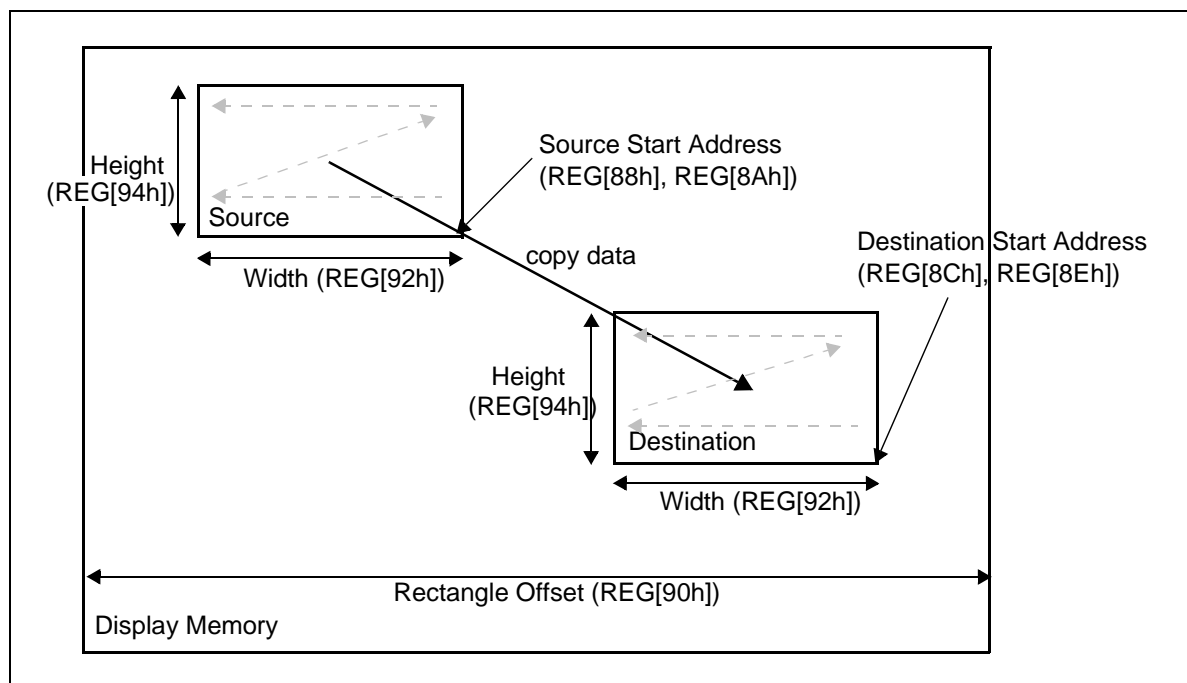 Height
(REG[94h])
Source
Width (REG[92h])
Source Start Address
(REG[88h], REG[8Ah])
copy data
Destination Start Address
(REG[8Ch], REG[8Eh])
Height
(REG[94h])
Destination
Width (REG[92h])
Rectangle Offset (REG[90h])
Display Memory